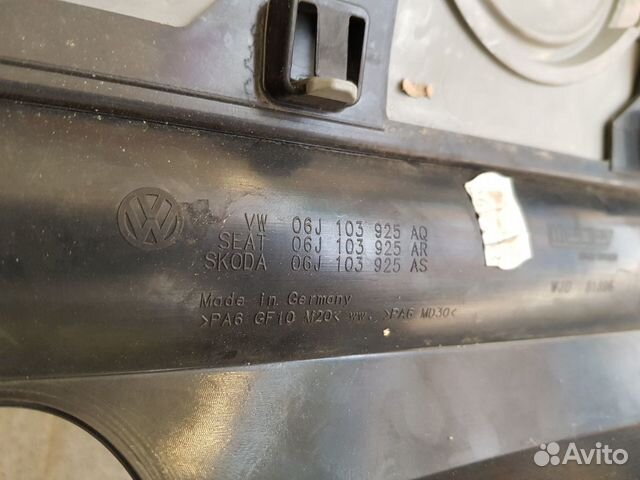 VW 06J 103 925 AQ
SEAT 06J 103 925 AR
SKODA 06J 103 925 AS
Made in Germany
>PA6 GF10 M20< vw. >PA6 MD30<
Avito